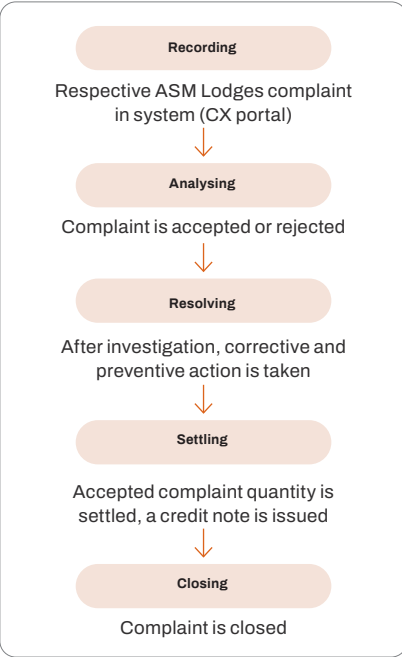 Recording
Respective ASM Lodges complaint
in system (CX portal)
Analysing
Complaint is accepted or rejected
Resolving
After investigation, corrective and
preventive action is taken
Settling
Accepted complaint quantity is
settled, a credit note is issued
Closing
Complaint is closed